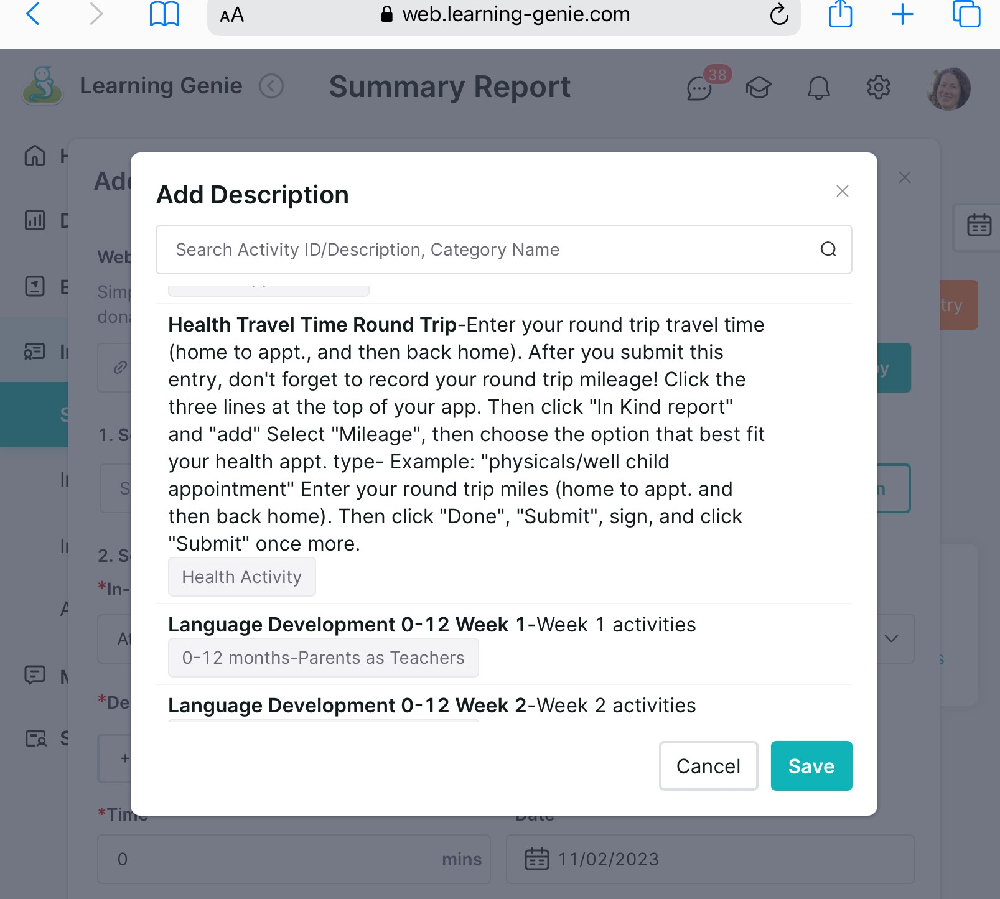 AA web.learning-genie.com
Learning Genie Summary Report 38
Add Description
Search Activity ID/Description, Category Name
Health Travel Time Round Trip-Enter your round trip travel time
(home to appt., and then back home). After you submit this
entry, don't forget to record your round trip mileage! Click the
three lines at the top of your app. Then click "In Kind report"
and "add" Select "Mileage", then choose the option that best fit
your health appt. type- Example: "physicals/well child
appointment" Enter your round trip miles (home to appt. and
then back home). Then click "Done", "Submit", sign, and click
"Submit" once more.
Health Activity
Language Development 0-12 Week 1-Week 1 activities
0-12 months-Parents as Teachers
Language Development 0-12 Week 2-Week 2 activities
Cancel Save
1. S
2. S
*In-
*De
+
*Time Date
0 mins 11/02/2023